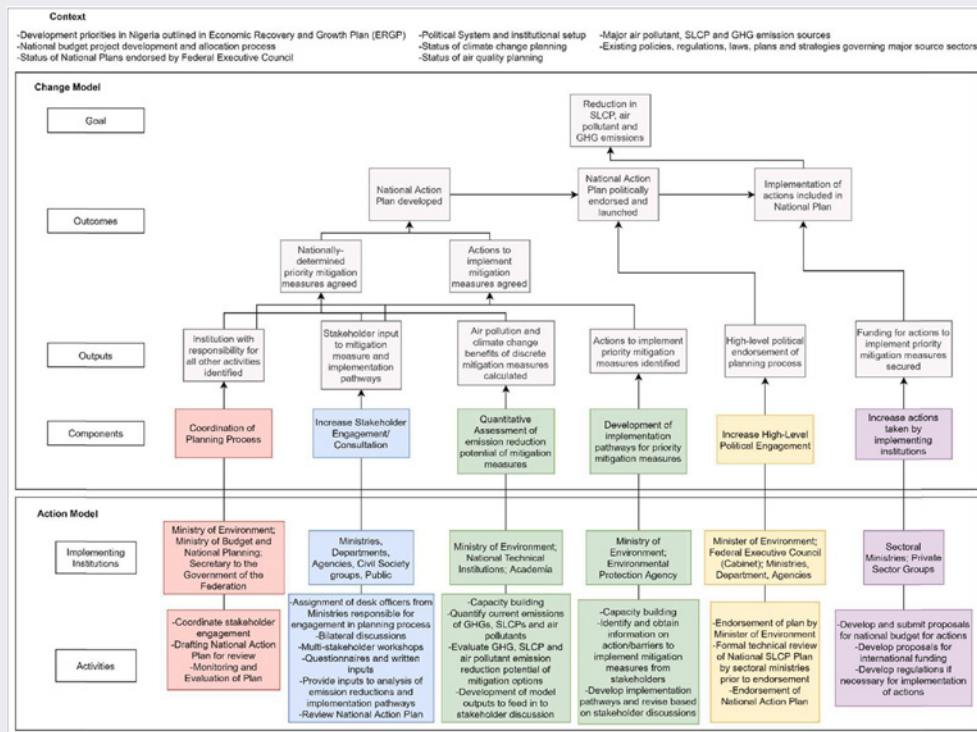 Context
-Development priorities in Nigeria outlined in Economic Recovery and Growth Plan (ERGP)
-National budget project development and allocation process
-Status of National Plans endorsed by Federal Executive Council
-Political System and institutional setup
-Status of climate change planning
-Status of air quality planning
-Major air pollutant, SLCP and GHG emission sources
-Existing policies, regulations, laws, plans and strategies governing major source sectors
Change Model
Goal
Reduction in
SLCP, air
pollutant and
GHG emissions
Outcomes
National Action
Plan developed
National Action
Plan politically
endorsed and
launched
Implementation of
actions included in
National Plan
Nationally-
determined
priority mitigation
measures agreed
Actions to
implement
mitigation
measures agreed
Outputs
Institution with
responsibility for
all other activities
identified
Stakeholder input
to mitigation
measure and
implementation
pathways
Air pollution and
climate change
benefits of discrete
mitigation measures
calculated
Actions to implement
priority mitigation
measures identified
High-level political
endorsement of
planning process
Funding for actions to
implement priority
mitigation measures
secured
Components
Coordination of
Planning Process
Increase Stakeholder
Engagement/
Consultation
Quantitative
Assessment of
emission reduction
potential of mitigation
measures
Development of
implementation
pathways for priority
mitigation measures
Increase High-Level
Political Engagement
Increase actions
taken by
implementing
institutions
Action Model
Implementing
Institutions
Ministry of Environment;
Ministry of Budget and
National Planning;
Secretary to the
Government of the
Federation
Ministries,
Departments,
Agencies, Civil Society
groups, Public
Ministry of Environment;
National Technical
Institutions; Academia
Ministry of
Environment;
Environmental
Protection Agency
Minister of Environment;
Federal Executive Council
(Cabinet); Ministries,
Department, Agencies
Sectoral
Ministries; Private
Sector Groups
Activities
-Coordinate stakeholder
engagement
-Drafting National Action
Plan for review
-Monitoring and
Evaluation of Plan
-Assignment of desk officers from
Ministries responsible for
engagement in planning process
-Bilateral discussions
-Multi-stakeholder workshops
-Questionnaires and written
inputs
-Provide inputs to analysis of
emission reductions and
implementation pathways
-Review National Action Plan
-Capacity building
-Quantify current emissions
of GHGs, SLCPs and air
pollutants
-Evaluate GHG, SLCP and
air pollutant emission
reduction potential of
mitigation options
-Development of model
outputs to feed in to
stakeholder discussion
-Capacity building
-Identify and obtain
information on
action/barriers to
implement mitigation
measures from
stakeholders
-Develop implementation
pathways and revise based
on stakeholder discussions
-Endorsement of plan by
Minister of Environment
-Formal technical review
of National SLCP Plan
by sectoral ministries
prior to endorsement
-Endorsement of
National Action Plan
-Develop and submit proposals
for national budget for actions
-Develop proposals for
international funding
-Develop regulations if
necessary for implementation
of actions